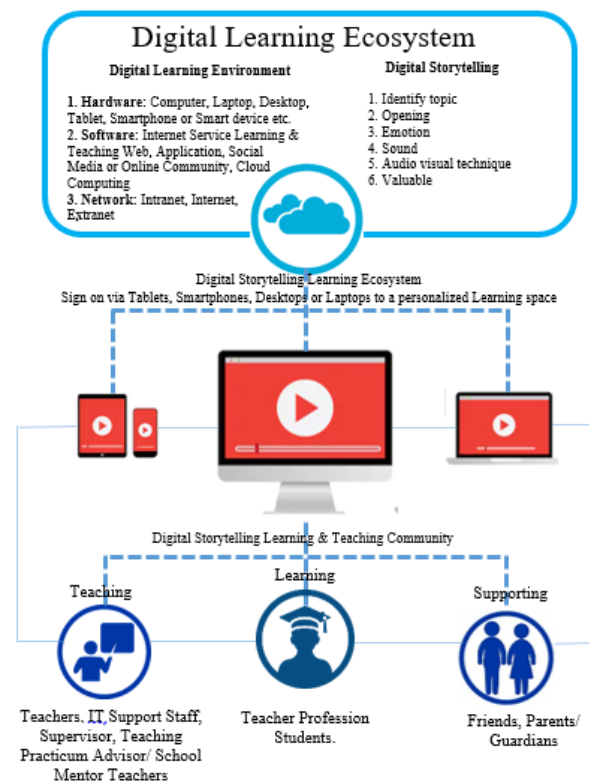 Digital Learning Ecosystem
Digital Learning Environment
1. Hardware: Computer, Laptop, Desktop,
Tablet, Smartphone or Smart device etc.
2. Software: Internet Service Learning &
Teaching Web, Application, Social
Media or Online Community, Cloud
Computing
3. Network: Intranet, Internet,
Extranet
Digital Storytelling
1. Identify topic
2. Opening
3. Emotion
4. Sound
5. Audio visual technique
6. Valuable
Digital Storytelling Learning Ecosystem
Sign on via Tablets, Smartphones, Desktops or Laptops to a personalized Learning space
Digital Storytelling Learning & Teaching Community
Teaching
Learning
Supporting
Teachers, IT Support Staff,
Supervisor, Teaching
Practicum Advisor/ School
Mentor Teachers
Teacher Profession
Students.
Friends, Parents/
Guardians